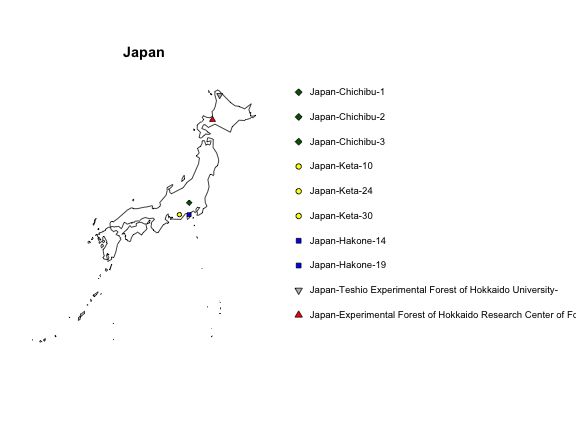 Japan
Japan-Chichibu-1
Japan-Chichibu-2
Japan-Chichibu-3
Japan-Keta-10
Japan-Keta-24
Japan-Keta-30
Japan-Hakone-14
Japan-Hakone-19
Japan-Teshio Experimental Forest of Hokkaido University-
Japan-Experimental Forest of Hokkaido Research Center of